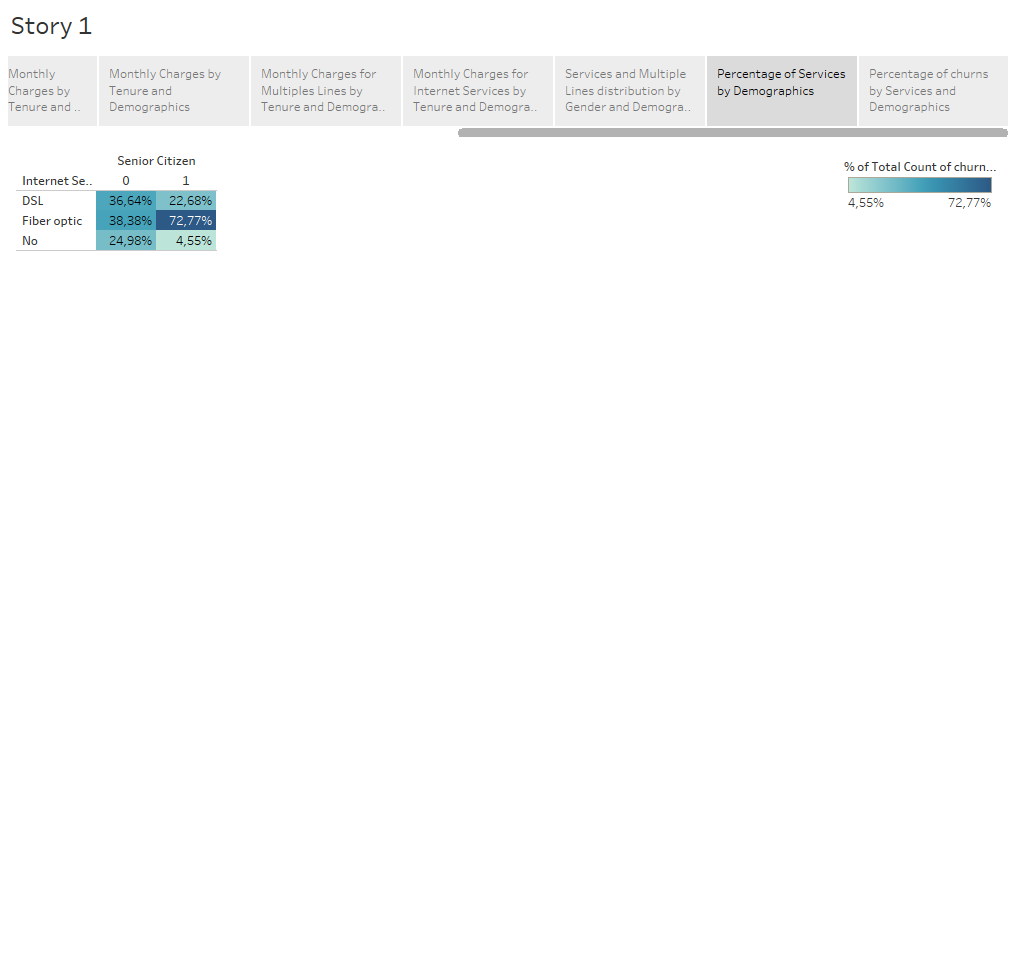 Story 1
Monthly
Charges by
Tenure and ..
Monthly Charges by
Tenure and
Demographics
Monthly Charges for
Multiples Lines by
Tenure and Demogra..
Monthly Charges for
Internet Services by
Tenure and Demogra..
Services and Multiple
Lines distribution by
Gender and Demogra..
Percentage of Services
by Demographics
Percentage of churns
by Services and
Demographics
Senior Citizen
Internet Se.. 0 1
DSL 36,64% 22,68%
Fiber optic 38,38% 72,77%
No 24,98% 4,55%
% of Total Count of churn...
4,55% 72,77%